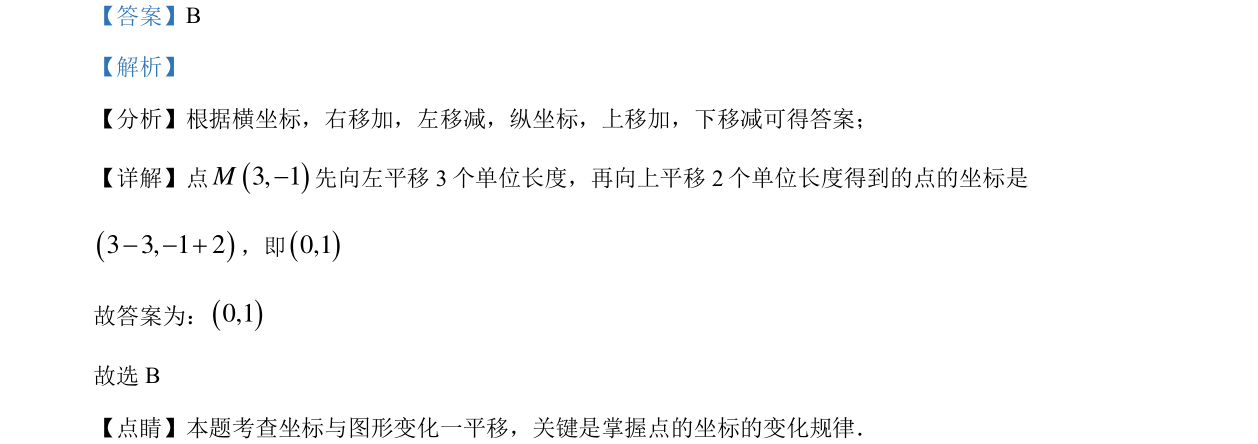 【答案】B
【解析】
【分析】根据横坐标，右移加，左移减，纵坐标，上移加，下移减可得答案；
【详解】点M(3,−1)先向左平移 3 个单位长度，再向上平移 2 个单位长度得到的点的坐标是
(3−3,−1+2)，即(0,1)
故答案为：(0,1)
故选 B
【点睛】本题考查坐标与图形变化一平移，关键是掌握点的坐标的变化规律．